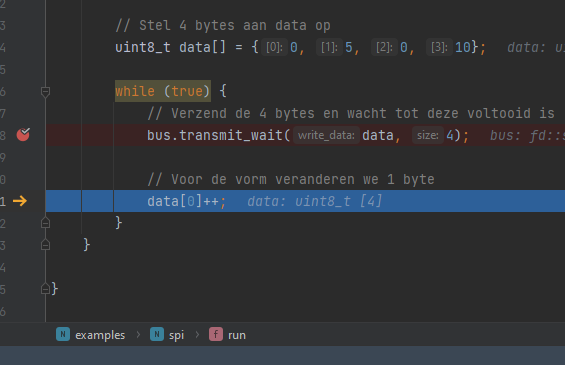 2
3 // Stel 4 bytes aan data op
4 uint8_t data[] = {[0]:0, [1]:5, [2]:0, [3]:10}; data: ui
5
6 while (true) {
7 // Verzend de 4 bytes en wacht tot deze voltooid is
8 bus.transmit_wait( write_data: data, size: 4); bus: fd::s
9
0 // Voor de vorm veranderen we 1 byte
1 data[0]++; data: uint8_t [4]
2 }
3 }
4
5 }
6
N examples > N spi > f run